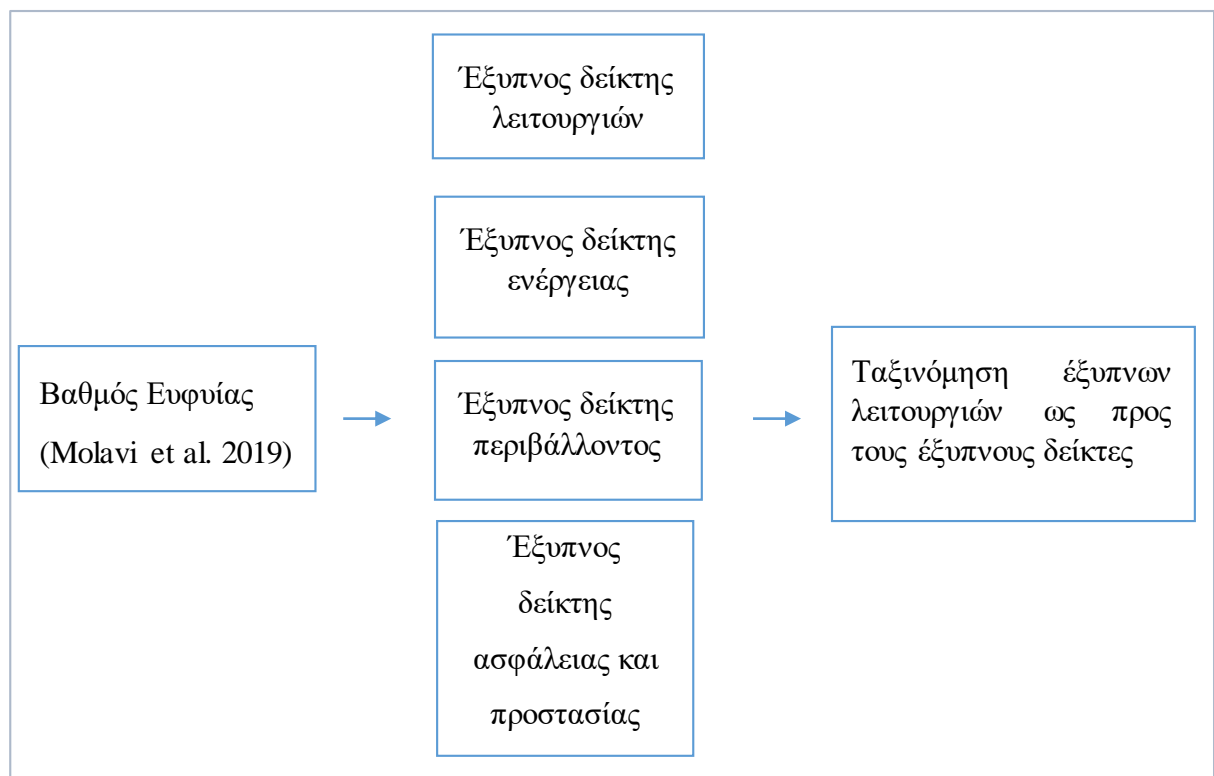 Έξυπνος δείκτης
λειτουργιών
Έξυπνος δείκτης
ενέργειας
Βαθμός Ευφυίας
(Molavi et al. 2019)
Έξυπνος δείκτης
περιβάλλοντος
Ταξινόμηση έξυπνων
λειτουργιών ως προς
τους έξυπνους δείκτες
Έξυπνος
δείκτης
ασφάλειας και
προστασίας